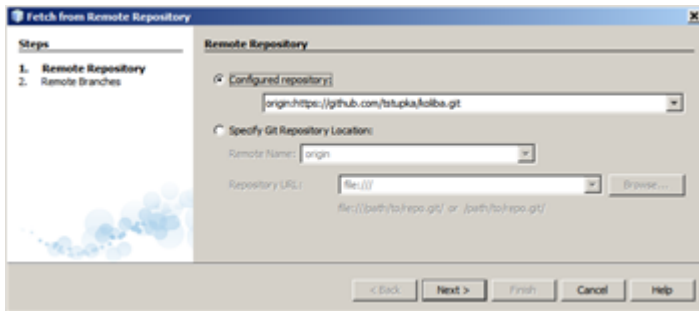 Fetch from Remote Repository
Steps
1. Remote Repository
2. Remote Branches
Remote Repository
Configured repository:
origin:https://github.com/tstupka/koliba.git
Specify Git Repository Location:
Remote Name: origin
Repository URL: file:/// Browse...
file:///path/to/repo.git/ or /path/to/repo.git/
< Back Next > Finish Cancel Help